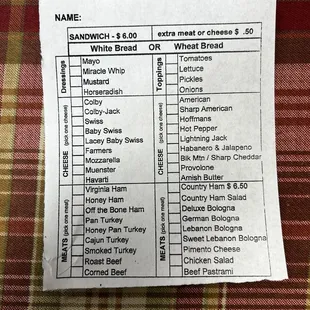 NAME:
SANDWICH - $ 6.00 extra meat or cheese $ .50
White Bread OR Wheat Bread
Dressings
Mayo
Miracle Whip
Mustard
Horseradish
Toppings
Tomatoes
Lettuce
Pickles
Onions
CHEESE (pick one cheese)
Colby
Colby-Jack
Swiss
Baby Swiss
Lacey Baby Swiss
Farmers
Mozzarella
Muenster
Havarti
CHEESE (pick one cheese)
American
Sharp American
Hoffmans
Hot Pepper
Lightning Jack
Habanero & Jalapeno
Blk Mtn / Sharp Cheddar
Provolone
Amish Butter
MEATS (pick one meat)
Virginia Ham
Honey Ham
Off the Bone Ham
Pan Turkey
Honey Pan Turkey
Cajun Turkey
Smoked Turkey
Roast Beef
Corned Beef
MEATS (pick one meat)
Country Ham $ 6.50
Country Ham Salad
Deluxe Bologna
German Bologna
Lebanon Bologna
Sweet Lebanon Bologna
Pimento Cheese
Chicken Salad
Beef Pastrami